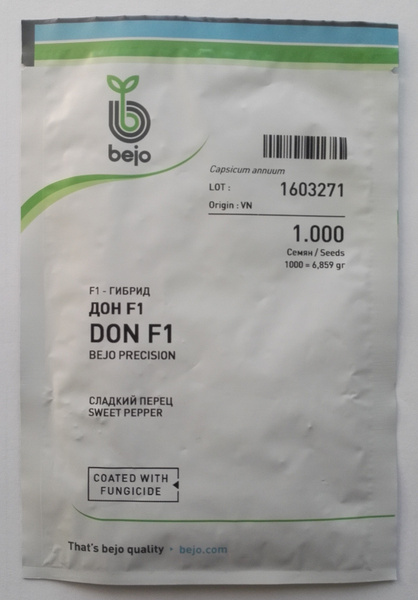 bejo
Capsicum annuum
LOT : 1603271
Origin : VN
1.000
Семян / Seeds
1000 = 6,859 gr
F1 - ГИБРИД
ДОН F1
DON F1
BEJO PRECISION
СЛАДКИЙ ПЕРЕЦ
SWEET PEPPER
COATED WITH
FUNGICIDE
That's bejo quality • bejo.com